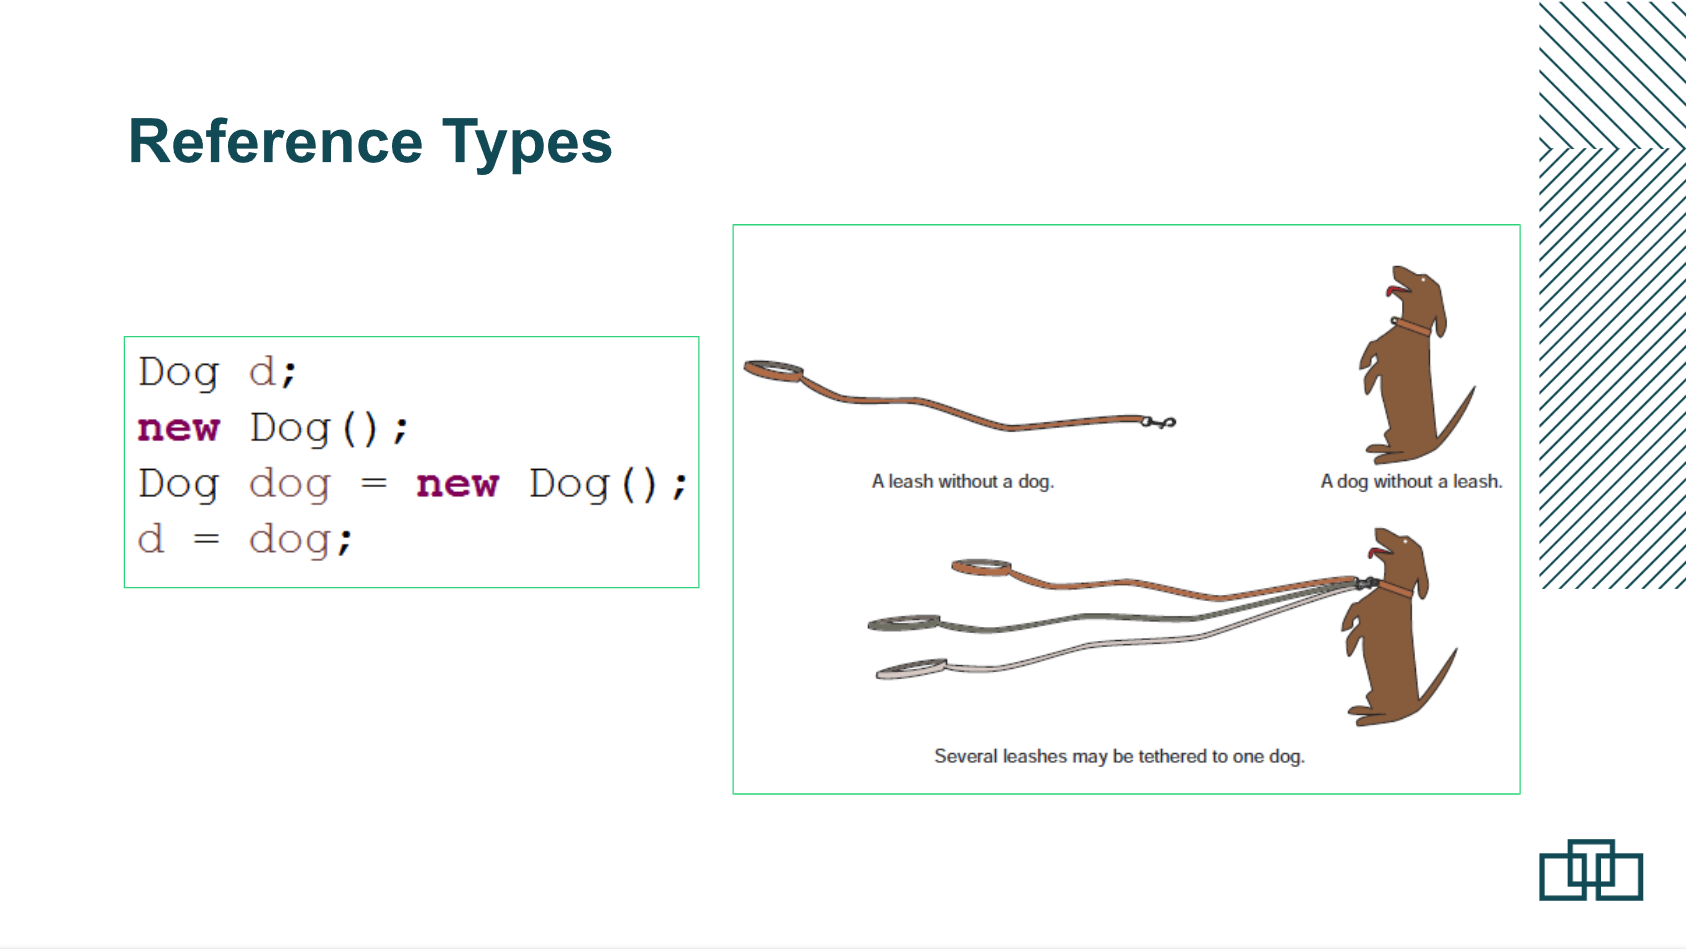 Reference Types
Dog d;
new Dog();
Dog dog = new Dog();
d = dog;
A leash without a dog.
A dog without a leash.
Several leashes may be tethered to one dog.